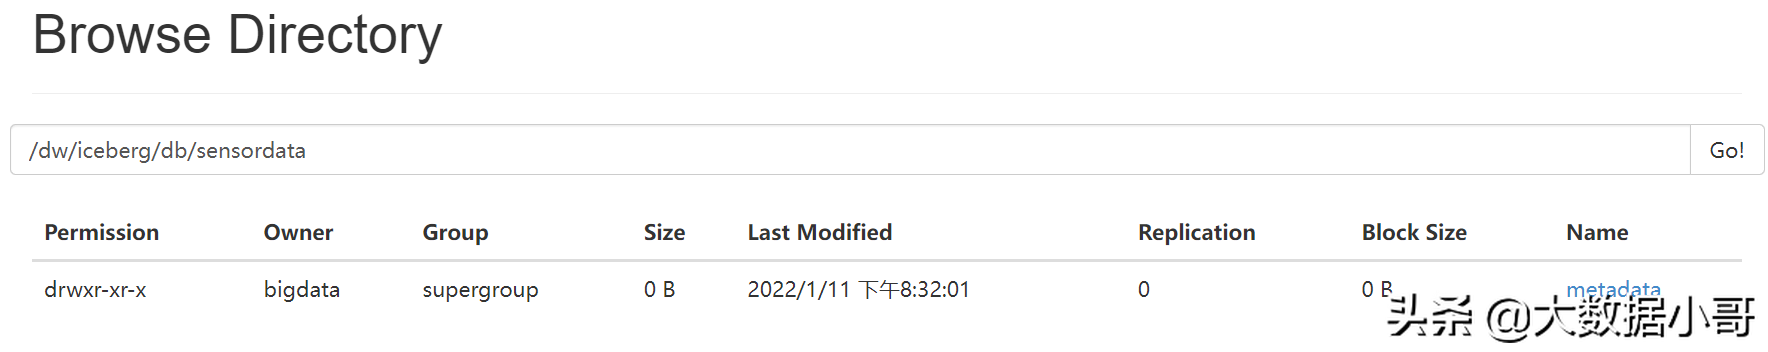 Browse Directory
/dw/iceberg/db/sensordata Go!
Permission Owner Group Size Last Modified Replication Block Size Name
drwxr-xr-x bigdata supergroup 0 B 2022/1/11 下午8:32:01 0 0 B metadata
头条 @大数据小哥